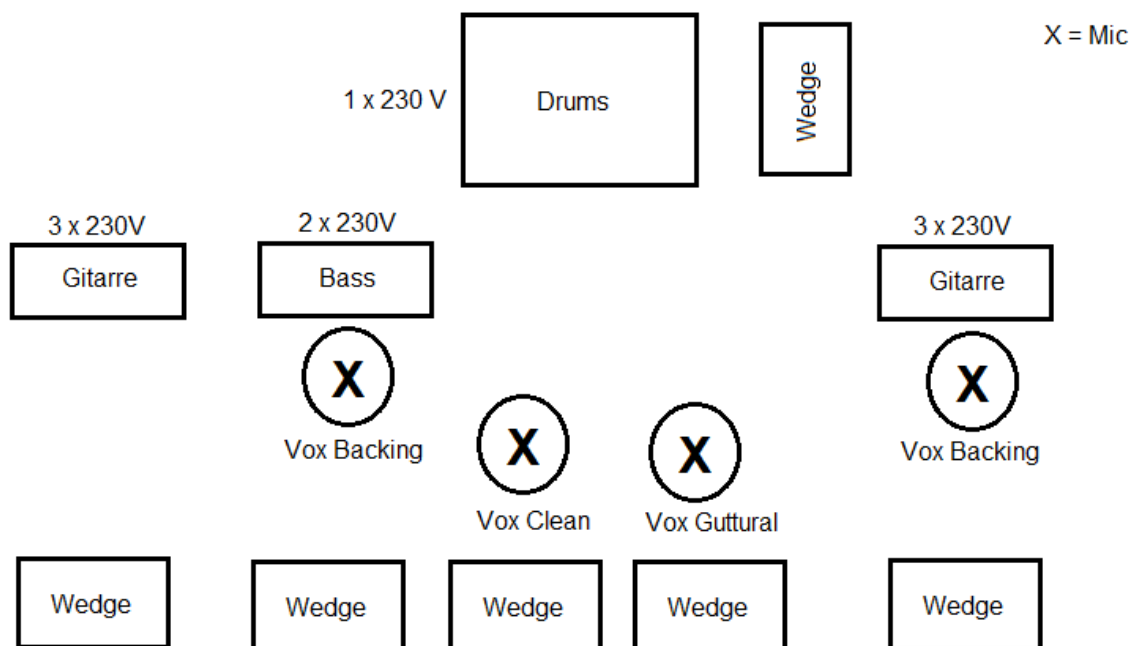 X = Mic
1 x 230 V
Drums
Wedge
3 x 230V
2 x 230V
3 x 230V
Gitarre
Bass
Gitarre
X
X
Vox Backing
Vox Backing
X
X
Vox Clean
Vox Guttural
Wedge
Wedge
Wedge
Wedge
Wedge